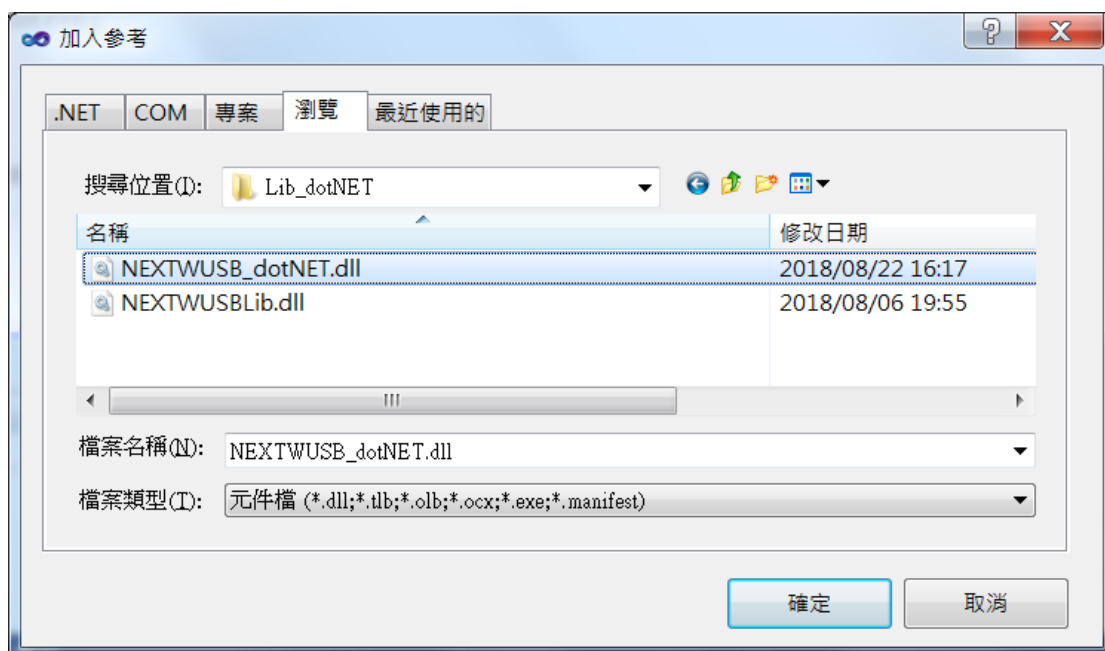 加入參考
.NET COM 專案 瀏覽 最近使用的
搜尋位置(I): Lib_dotNET
名稱 修改日期
NEXTWUSB_dotNET.dll 2018/08/22 16:17
NEXTWUSBLib.dll 2018/08/06 19:55
檔案名稱(N): NEXTWUSB_dotNET.dll
檔案類型(T): 元件檔 (*.dll;*.tlb;*.olb;*.ocx;*.exe;*.manifest)
確定 取消